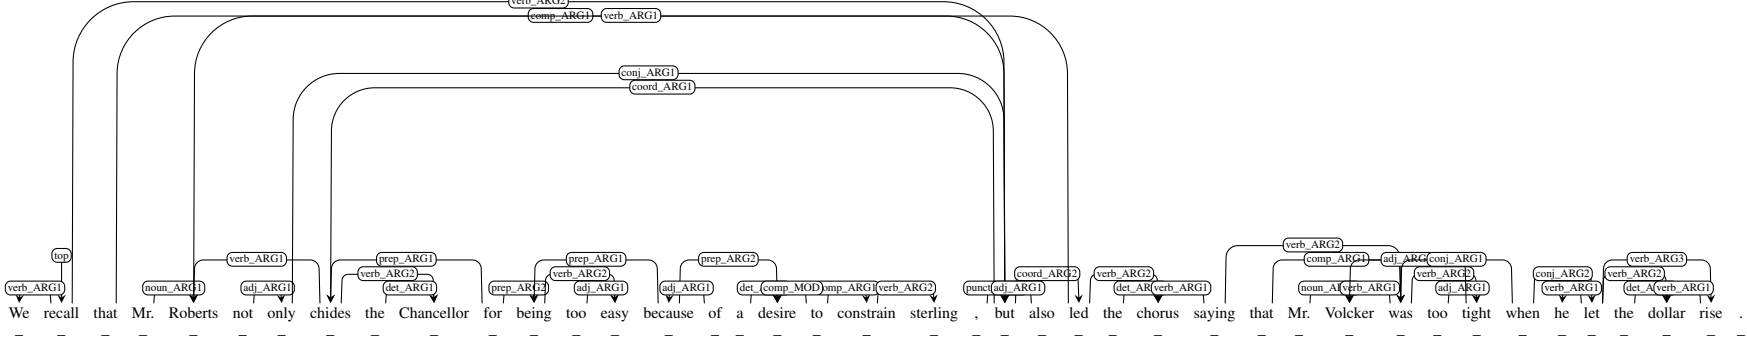 verb_ARG2
comp_ARG1 verb_ARG1
conj_ARG1
coord_ARG1
verb_ARG2
top verb_ARG1 prep_ARG1 prep_ARG1 prep_ARG2 comp_ARG1 conj_ARG1 verb_ARG3
verb_ARG2 verb_ARG2 coord_ARG2 verb_ARG2 verb_ARG2 conj_ARG2 verb_ARG2
verb_ARG1 noun_ARG1 adj_ARG1 det_ARG1 prep_ARG2 adj_ARG1 adj_ARG1 comp_MOD verb_ARG2 adj_ARG1 verb_ARG1 verb_ARG1 adj_ARG1 verb_ARG1 verb_ARG1
We recall that Mr. Roberts not only chides the Chancellor for being too easy because of a desire to constrain sterling , but also led the chorus saying that Mr. Volcker was too tight when he let the dollar rise .
_ _ _ _ _ _ _ _ _ _ _ _ _ _ _ _ _ _ _ _ _ _ _ _ _ _ _ _ _ _ _ _ _ _ _ _ _ _ _ _ _